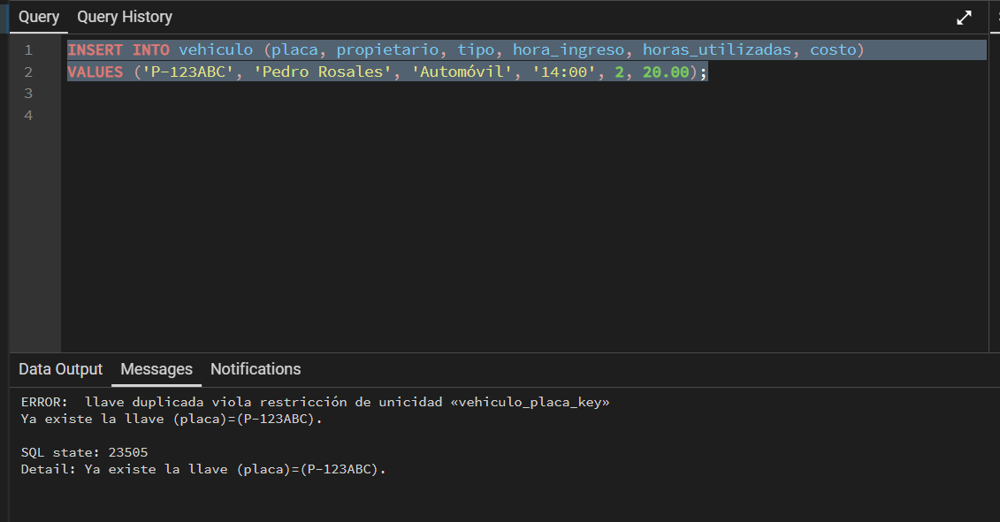 Query Query History
1 INSERT INTO vehiculo (placa, propietario, tipo, hora_ingreso, horas_utilizadas, costo)
2 VALUES ('P-123ABC', 'Pedro Rosales', 'Automóvil', '14:00', 2, 20.00);
3
4
Data Output Messages Notifications
ERROR:  llave duplicada viola restricción de unicidad «vehiculo_placa_key»
Ya existe la llave (placa)=(P-123ABC).
SQL state: 23505
Detail: Ya existe la llave (placa)=(P-123ABC).